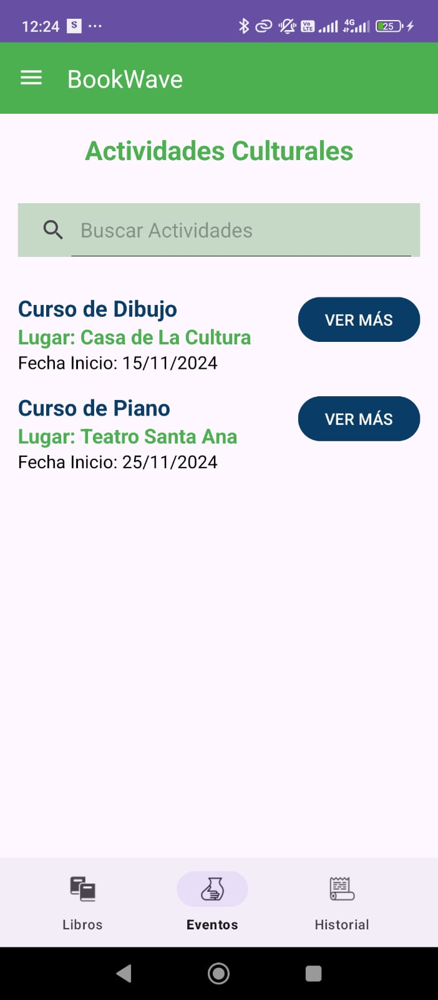 12:24 S ...
Vo LTE 4G 25
BookWave
Actividades Culturales
Buscar Actividades
Curso de Dibujo
VER MÁS
Lugar: Casa de La Cultura
Fecha Inicio: 15/11/2024
Curso de Piano
VER MÁS
Lugar: Teatro Santa Ana
Fecha Inicio: 25/11/2024
Libros
Eventos
Historial